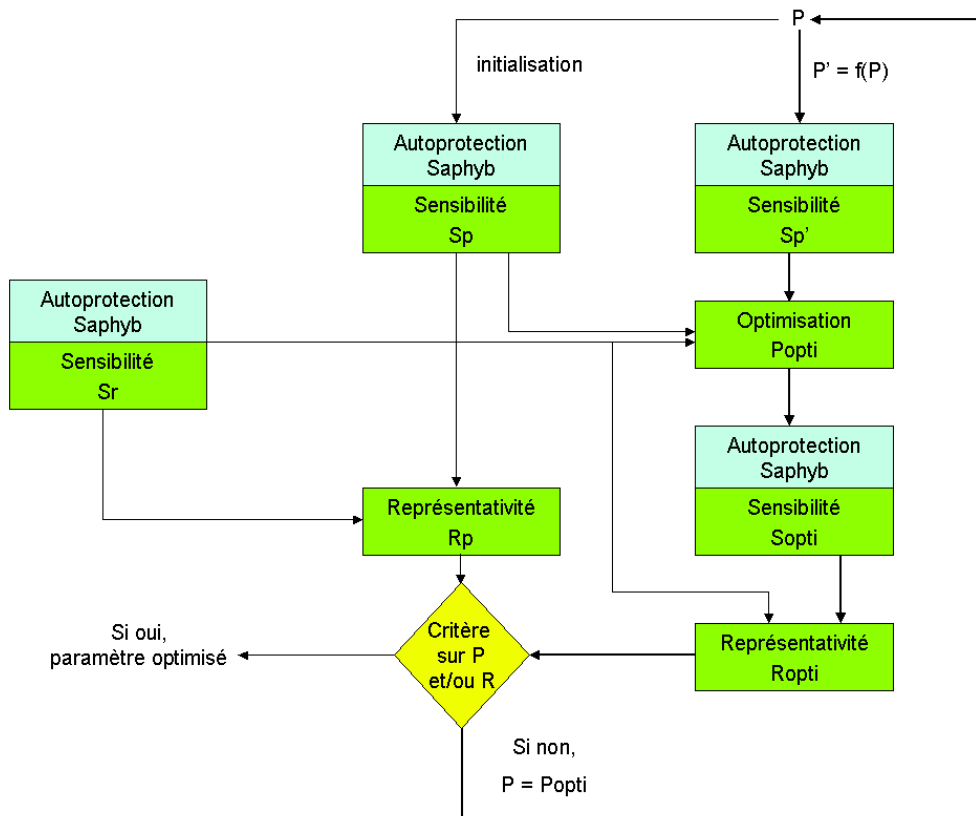 P
initialisation
P’ = f(P)
Autoprotection
Saphyb
Sensibilité
Sp
Autoprotection
Saphyb
Sensibilité
Sp’
Autoprotection
Saphyb
Sensibilité
Sr
Optimisation
Popti
Autoprotection
Saphyb
Sensibilité
Sopti
Représentativité
Rp
Si oui,
paramètre optimisé
Critère
sur P
et/ou R
Représentativité
Ropti
Si non,
P = Popti